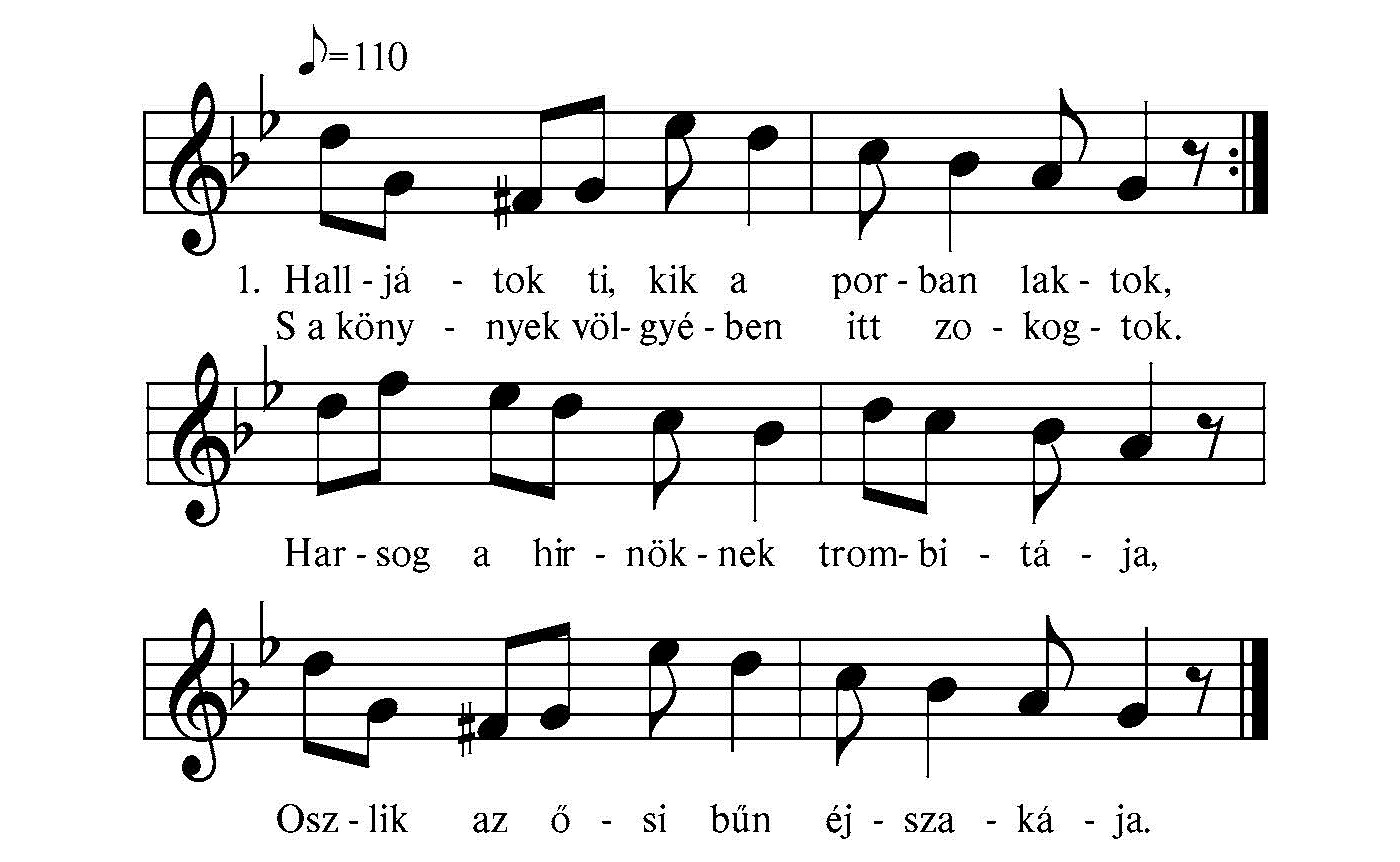 ♪=110
1. Hall - já - tok ti, kik a por - ban lak - tok,
S a köny - nyek völ - gyé - ben itt zo - kog - tok.
Har - sog a hir - nök - nek trom - bi - tá - ja,
Osz - lik az ő - si bűn éj - sza - ká - ja.